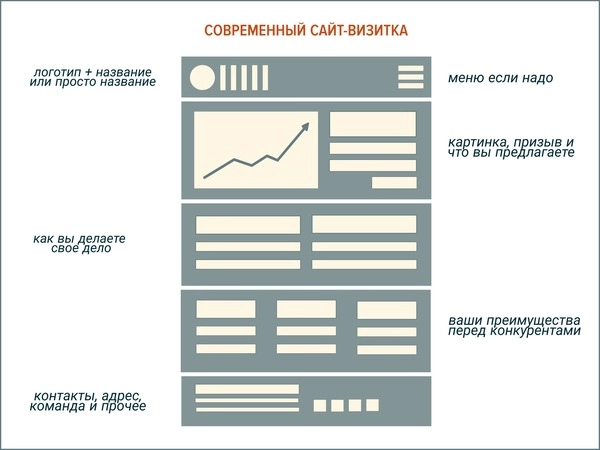 СОВРЕМЕННЫЙ САЙТ-ВИЗИТКА
логотип + название
или просто название
меню если надо
картинка, призыв и
что вы предлагаете
как вы делаете
свое дело
ваши преимущества
перед конкурентами
контакты, адрес,
команда и прочее